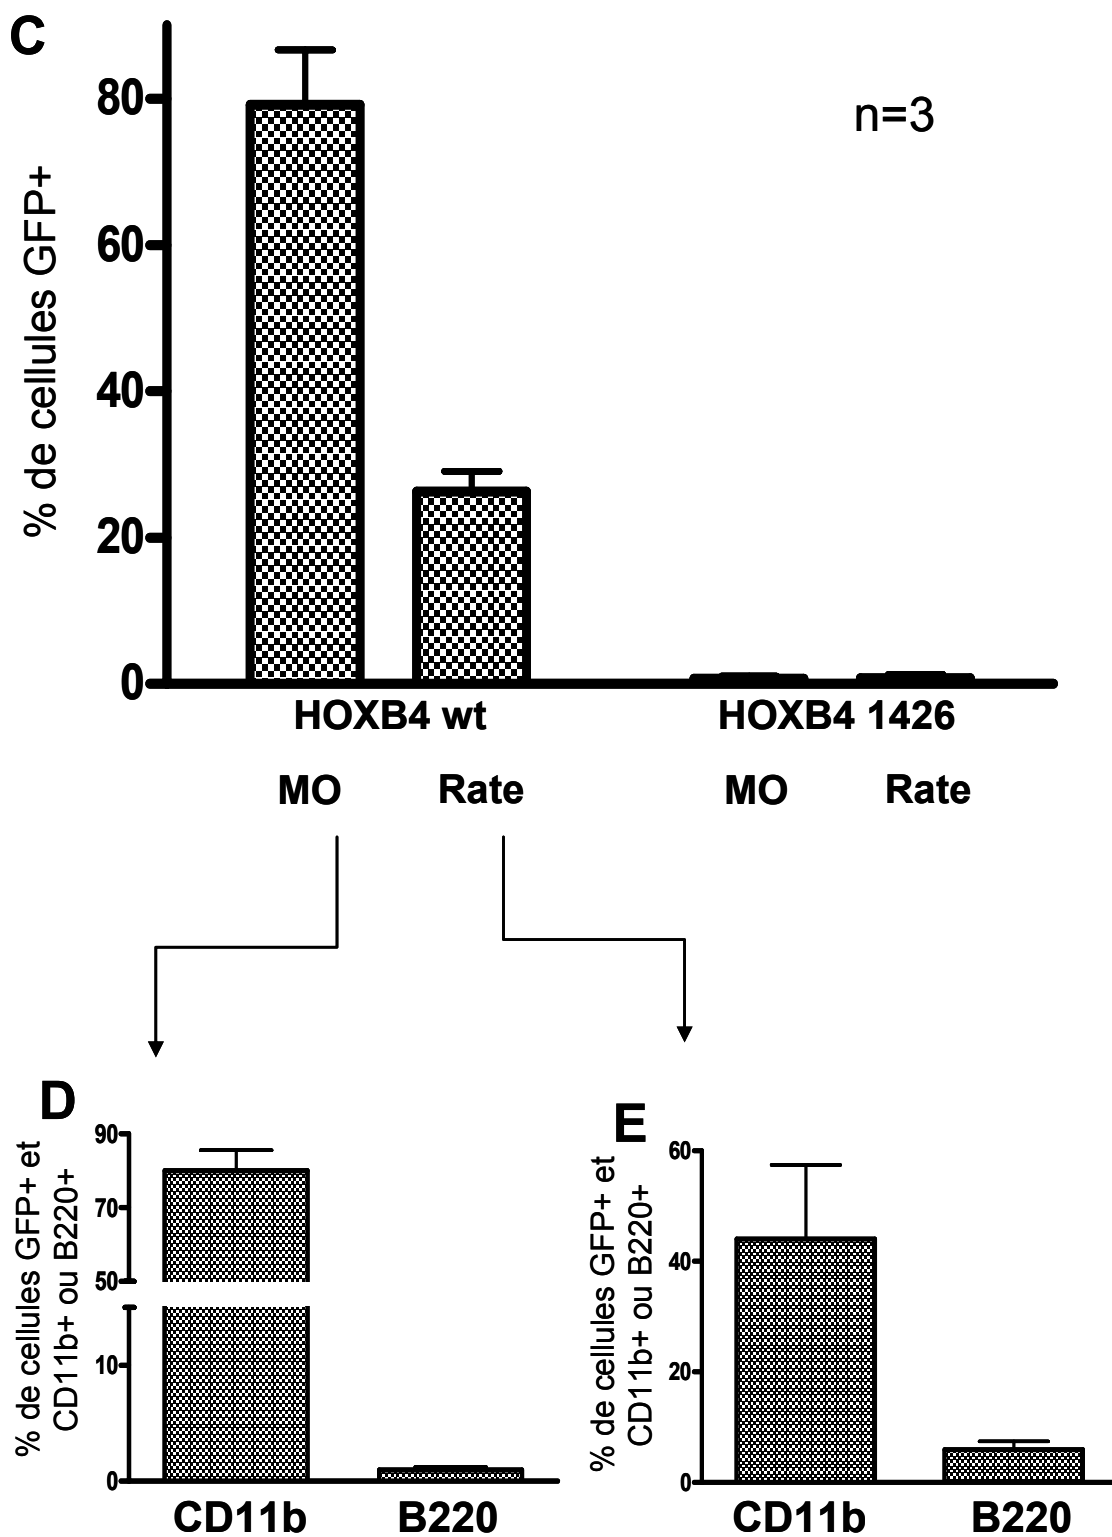 C
n=3
% de cellules GFP+
80
60
40
20
0
HOXB4 wt
HOXB4 1426
MO
Rate
MO
Rate
D
% de cellules GFP+ et
CD11b+ ou B220+
90
70
50
10
0
CD11b
B220
E
% de cellules GFP+ et
CD11b+ ou B220+
60
40
20
0
CD11b
B220